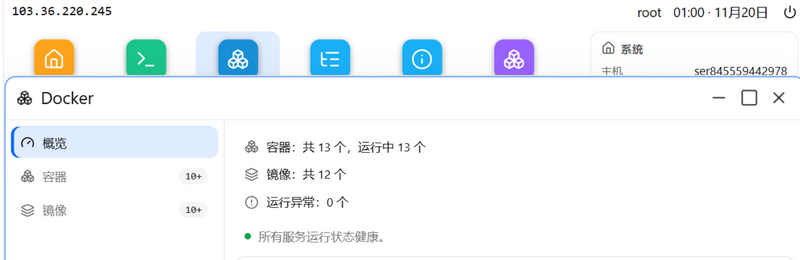 103.36.220.245
root 01:00 · 11月20日
系统
主机 ser845559442978
Docker
概览
容器 10+
镜像 10+
容器：共 13 个，运行中 13 个
镜像：共 12 个
运行异常：0 个
所有服务运行状态健康。